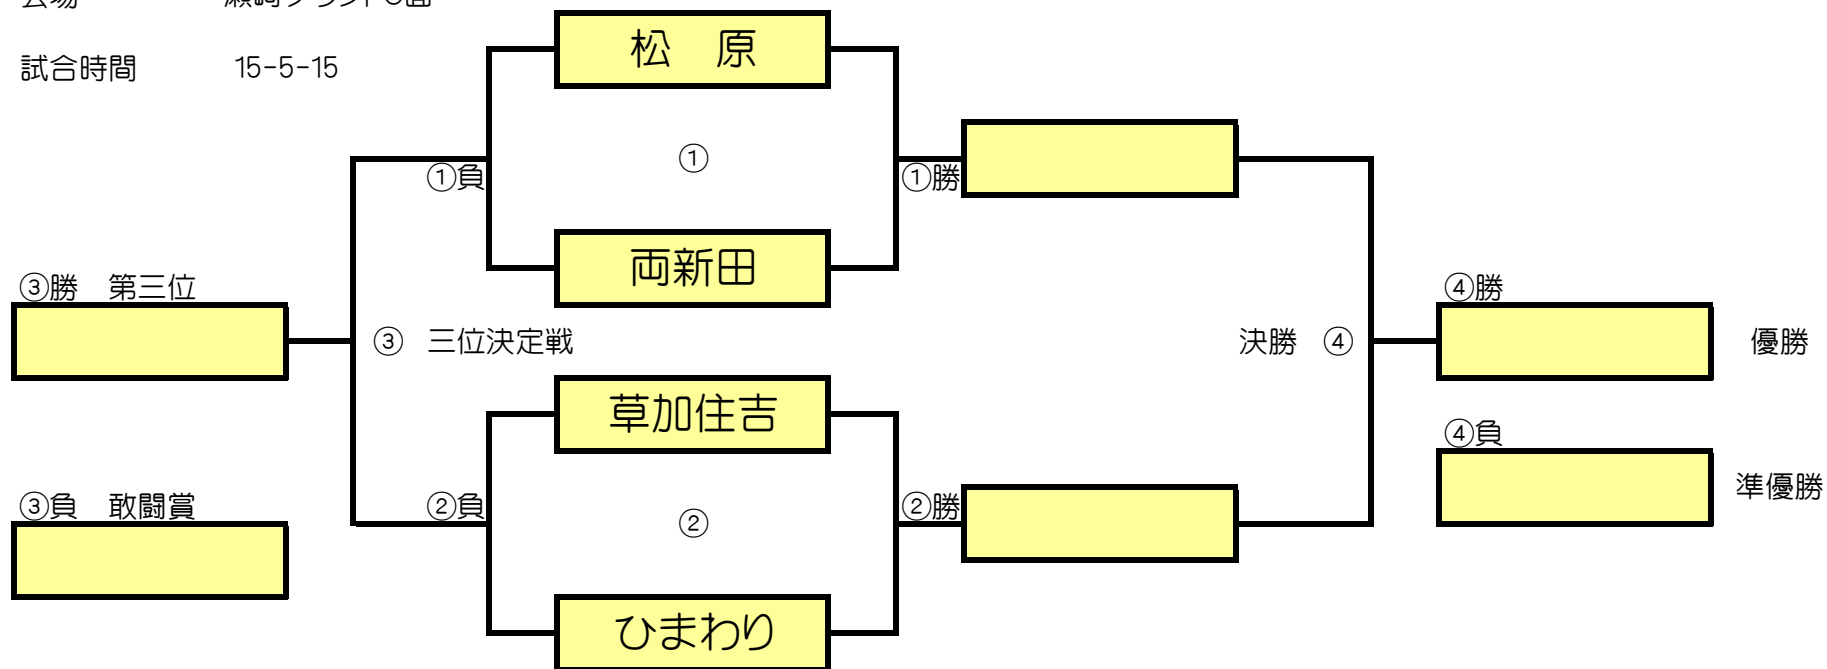 松　原
試合時間　15-5-15
①
①負
①勝
両新田
③勝　第三位
④勝
③　三位決定戦
決勝　④
優勝
草加住吉
④負
準優勝
③負　敢闘賞
②負
②
②勝
ひまわり